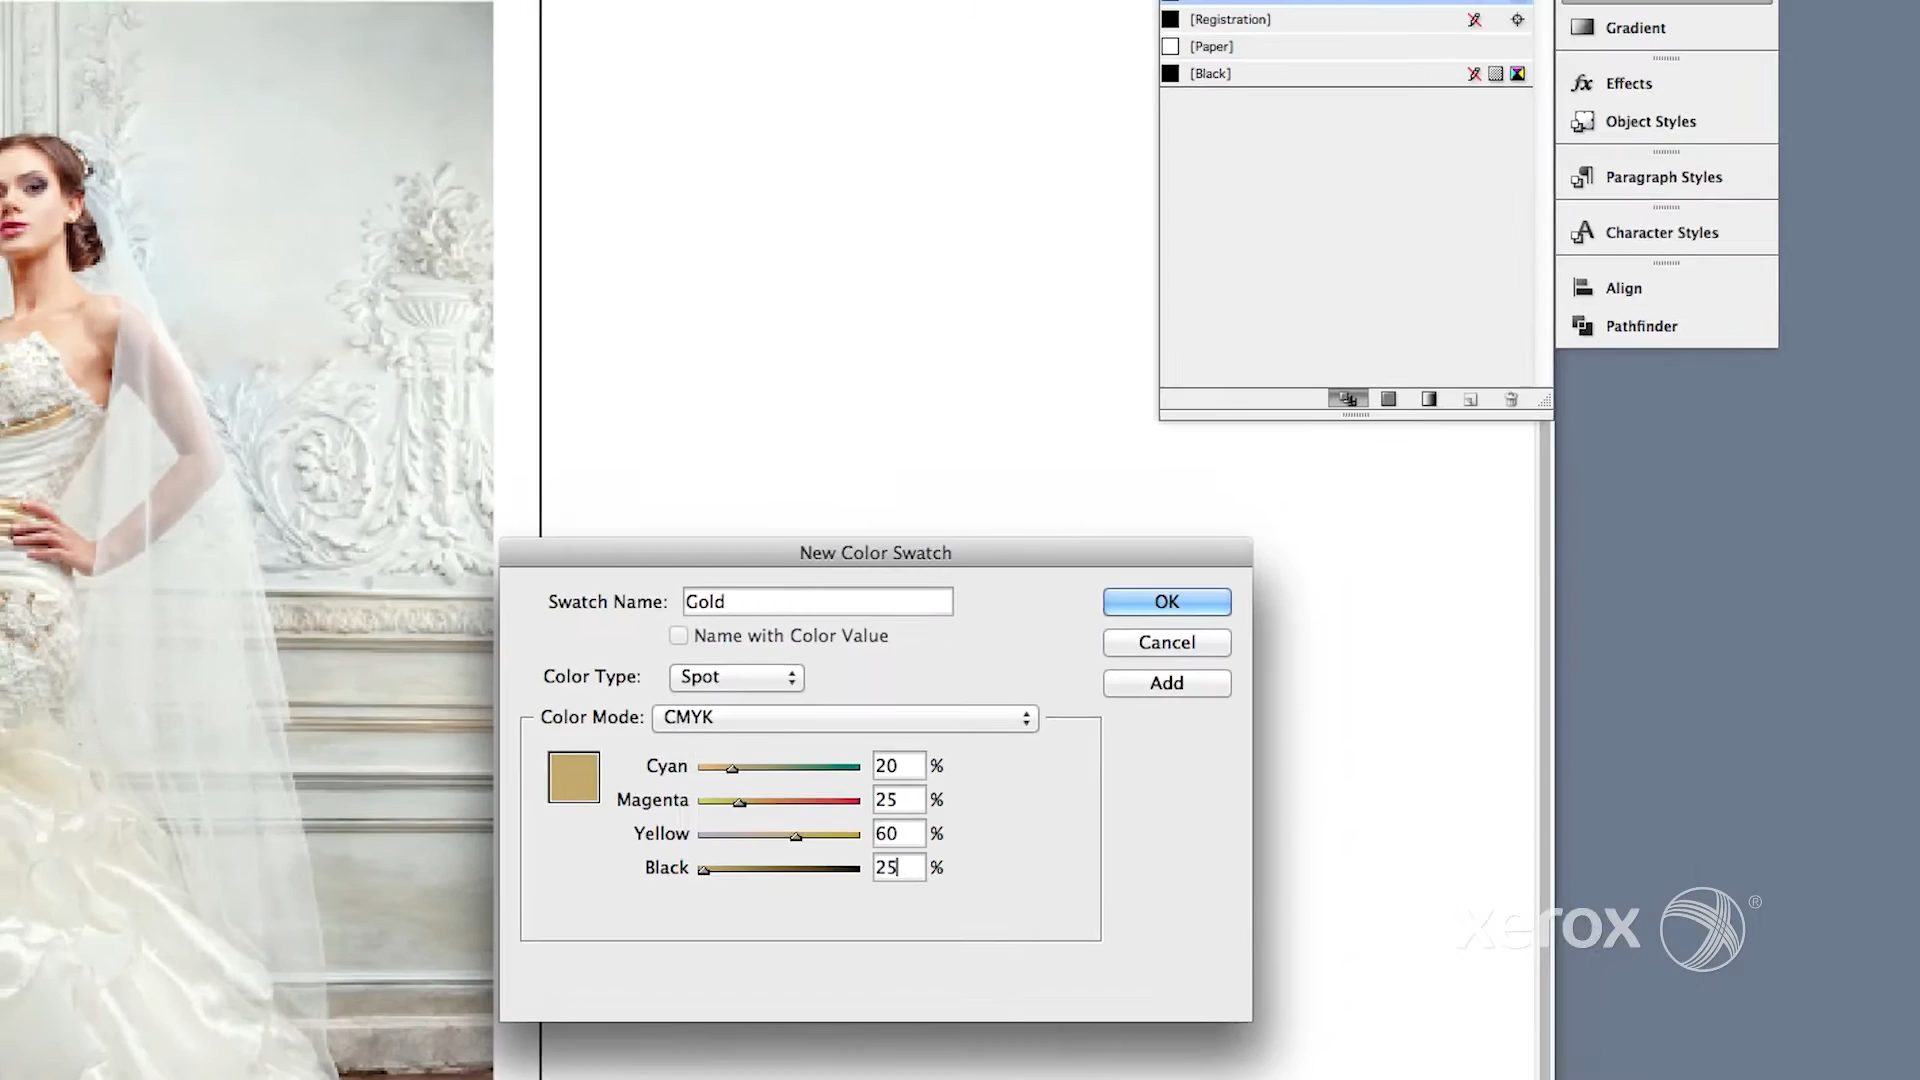 [Registration]
[Paper]
[Black]
Gradient
fx Effects
Object Styles
Paragraph Styles
Character Styles
Align
Pathfinder
New Color Swatch
Swatch Name: Gold
Name with Color Value
Color Type: Spot
Color Mode: CMYK
Cyan 20 %
Magenta 25 %
Yellow 60 %
Black 25 %
OK
Cancel
Add
xerox ®